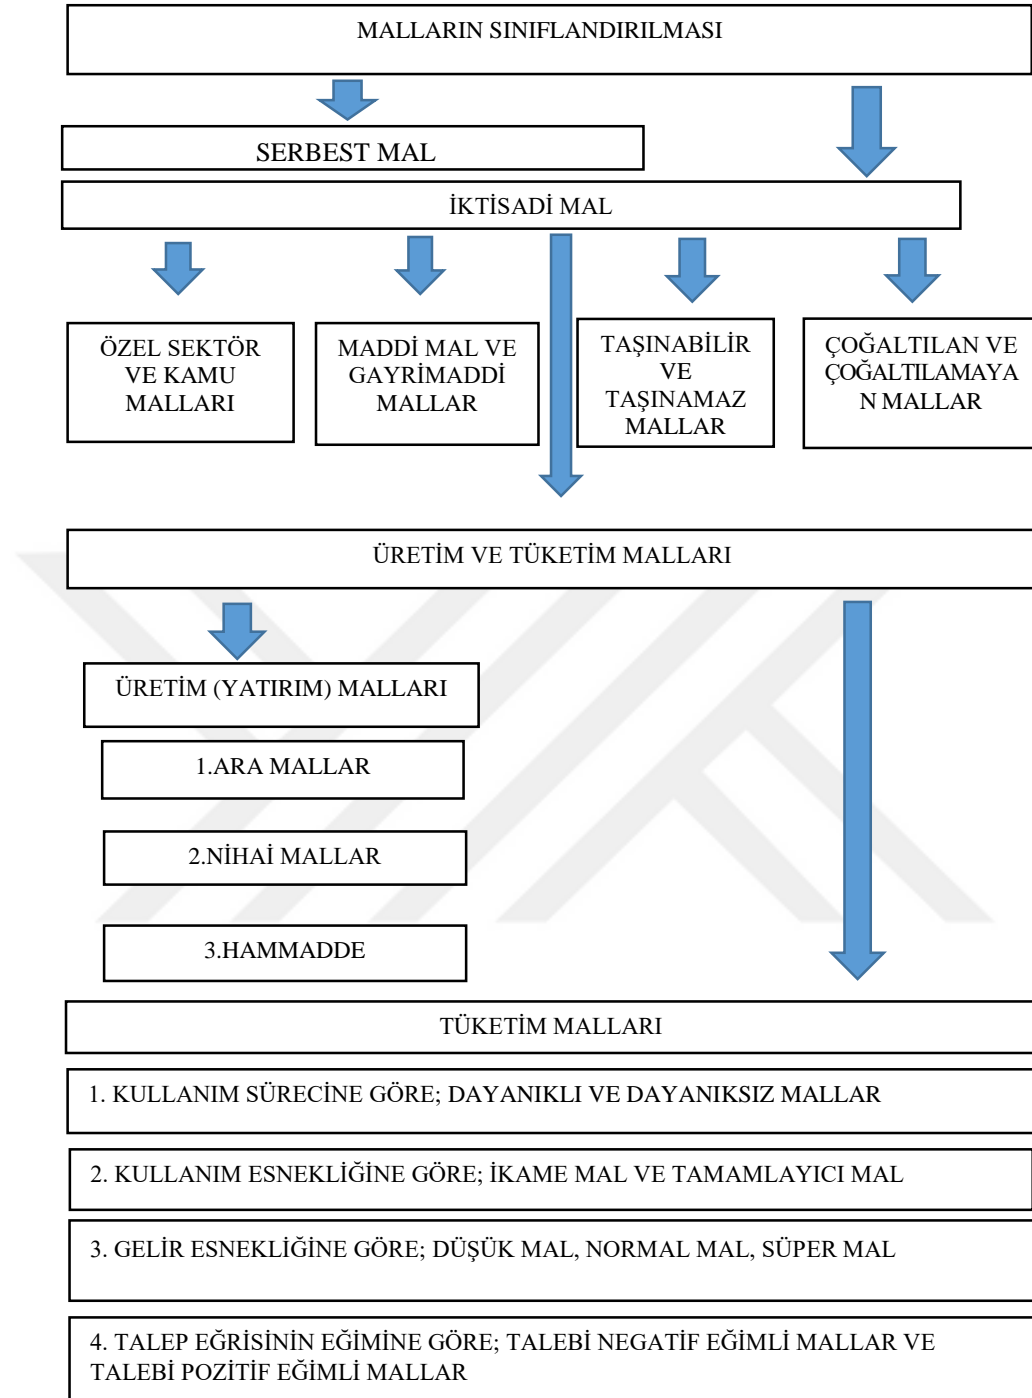 MALLARIN SINIFLANDIRILMASI
SERBEST MAL
İKTİSADİ MAL
ÖZEL SEKTÖR
VE KAMU
MALLARI
MADDİ MAL VE
GAYRİMADDİ
MALLAR
TAŞINABİLİR
VE
TAŞINAMAZ
MALLAR
ÇOĞALTILAN VE
ÇOĞALTILAMAYA
N MALLAR
ÜRETİM VE TÜKETİM MALLARI
ÜRETİM (YATIRIM) MALLARI
1.ARA MALLAR
2.NİHAİ MALLAR
3.HAMMADDE
TÜKETİM MALLARI
1. KULLANIM SÜRECİNE GÖRE; DAYANIKLI VE DAYANIKSIZ MALLAR
2. KULLANIM ESNEKLİĞİNE GÖRE; İKAME MAL VE TAMAMLAYICI MAL
3. GELİR ESNEKLİĞİNE GÖRE; DÜŞÜK MAL, NORMAL MAL, SÜPER MAL
4. TALEP EĞRİSİNİN EĞİMİNE GÖRE; TALEBİ NEGATİF EĞİMLİ MALLAR VE
TALEBİ POZİTİF EĞİMLİ MALLAR